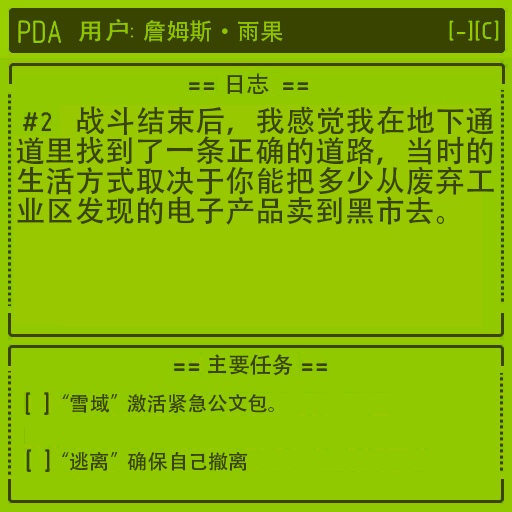 PDA 用户: 詹姆斯·雨果 [-][C]
== 日志 ==
#2 战斗结束后, 我感觉我在地下通
道里找到了一条正确的道路, 当时的
生活方式取决于你能把多少从废弃工
业区发现的电子产品卖到黑市去。
== 主要任务 ==
[ ] “雪域” 激活紧急公文包。
[ ] “逃离” 确保自己撤离